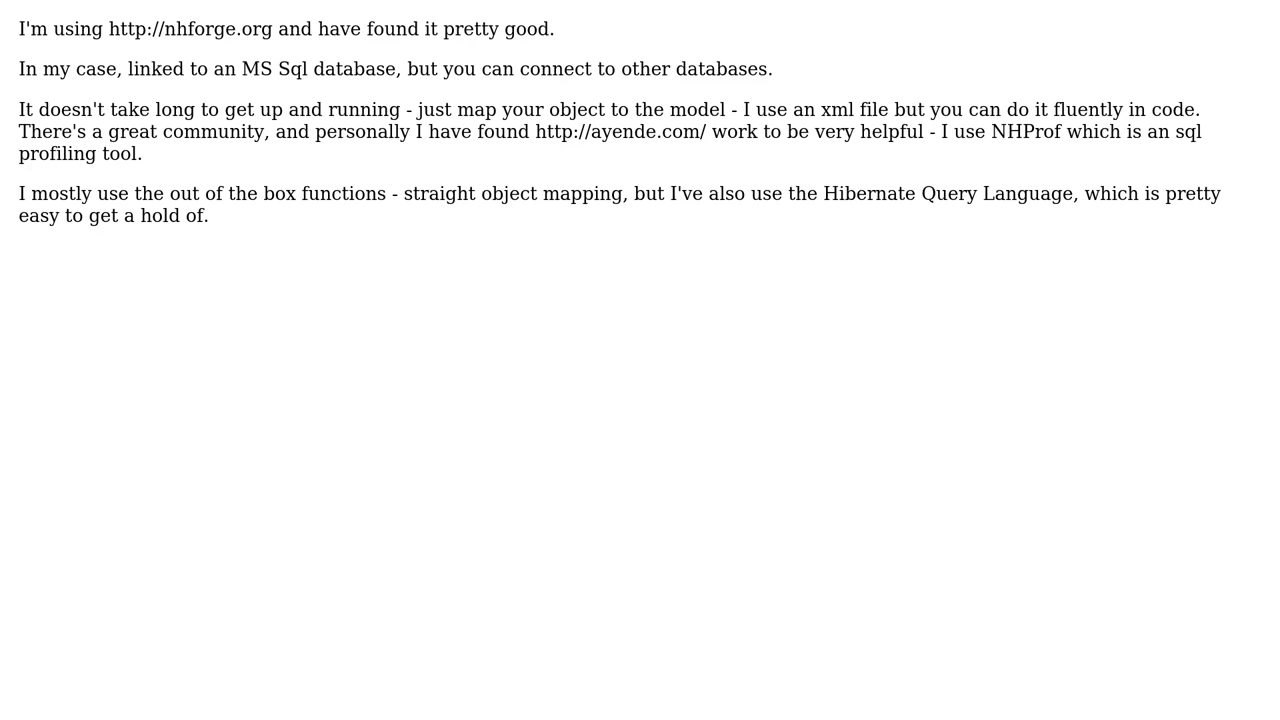 I'm using http://nhforge.org and have found it pretty good.
In my case, linked to an MS Sql database, but you can connect to other databases.
It doesn't take long to get up and running - just map your object to the model - I use an xml file but you can do it fluently in code.
There's a great community, and personally I have found http://ayende.com/ work to be very helpful - I use NHProf which is an sql
profiling tool.
I mostly use the out of the box functions - straight object mapping, but I've also use the Hibernate Query Language, which is pretty
easy to get a hold of.